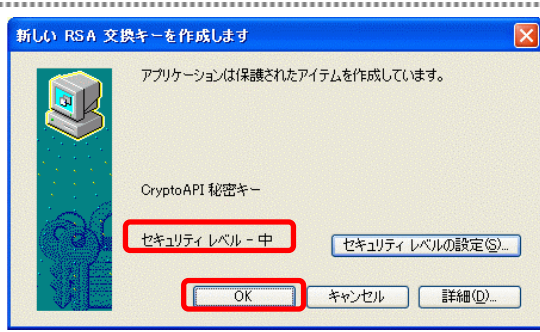 新しい RSA 交換キーを作成します
アプリケーションは保護されたアイテムを作成しています。
CryptoAPI 秘密キー
セキュリティ レベル - 中
セキュリティ レベルの設定(S)...
OK
キャンセル
詳細(D)...